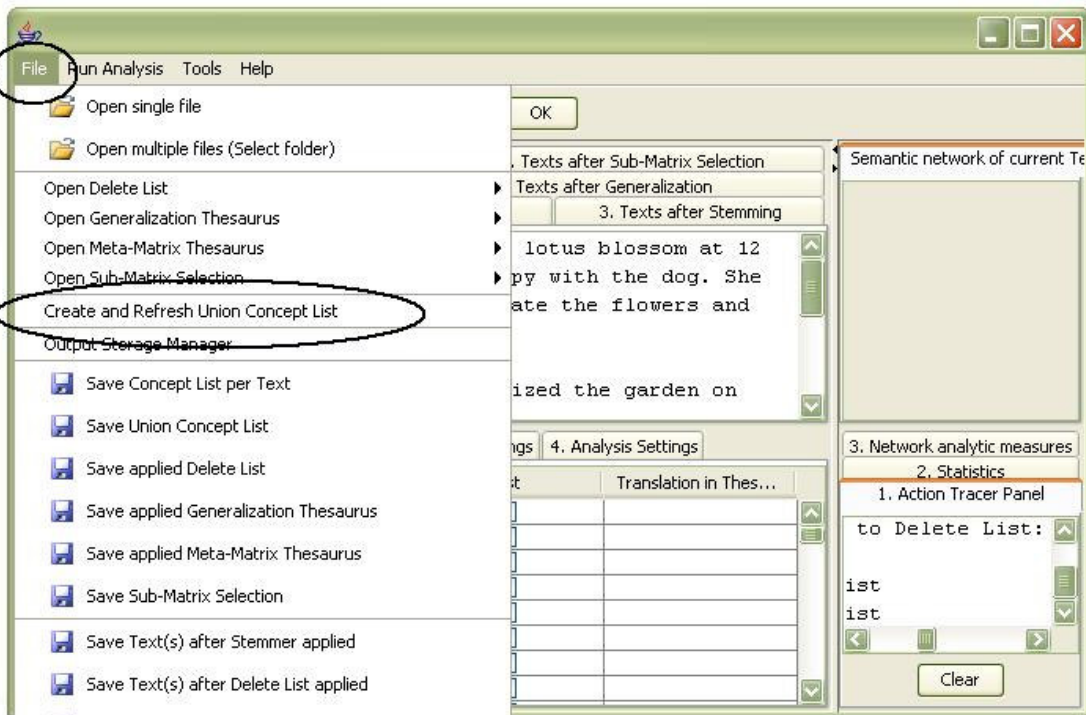 File Run Analysis Tools Help
Open single file
Open multiple files (Select folder)
Open Delete List
Open Generalization Thesaurus
Open Meta-Matrix Thesaurus
Open Sub-Matrix Selection
Create and Refresh Union Concept List
Output Storage Manager
Save Concept List per Text
Save Union Concept List
Save applied Delete List
Save applied Generalization Thesaurus
Save applied Meta-Matrix Thesaurus
Save Sub-Matrix Selection
Save Text(s) after Stemmer applied
Save Text(s) after Delete List applied
OK
. Texts after Sub-Matrix Selection
Texts after Generalization
3. Texts after Stemming
lotus blossom at 12
py with the dog. She
ate the flowers and
ized the garden on
ngs 4. Analysis Settings
st Translation in Thes...
Semantic network of current Te
3. Network analytic measures
2. Statistics
1. Action Tracer Panel
to Delete List:
ist
ist
Clear